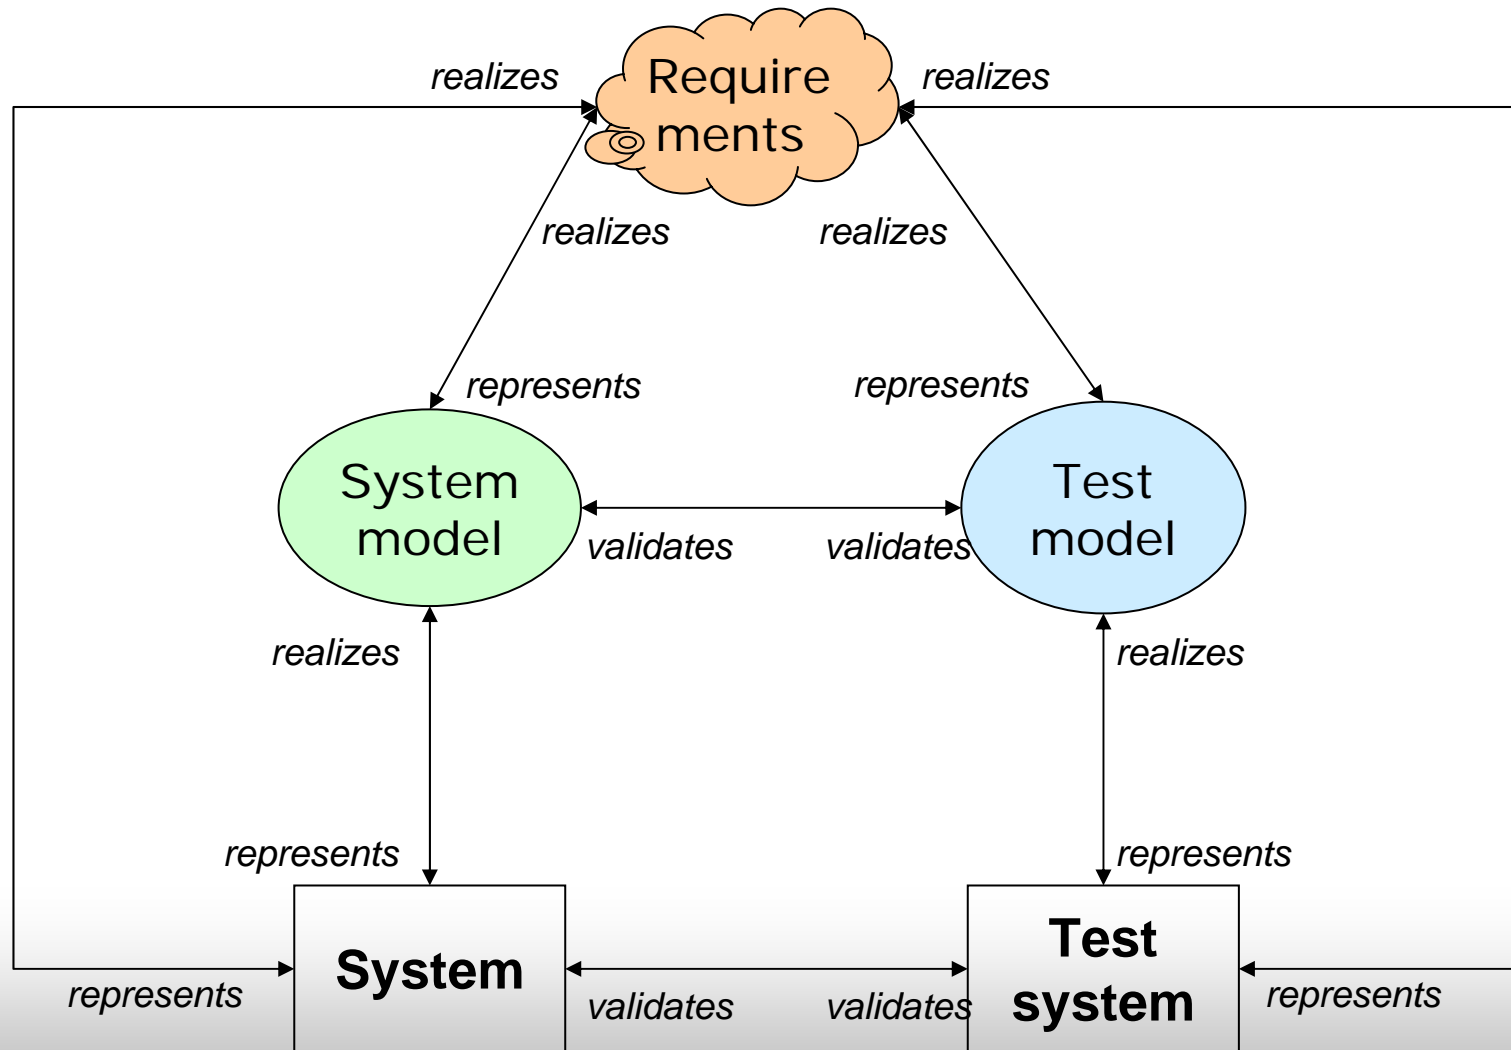 Require
ments
realizes
realizes
realizes
realizes
represents
represents
System
model
Test
model
validates
validates
realizes
realizes
represents
represents
System
Test
system
represents
validates
validates
represents